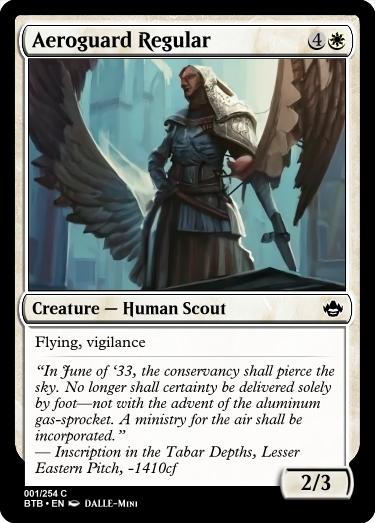 Aeroguard Regular 4
Creature — Human Scout
Flying, vigilance
“In June of ‘33, the conservancy shall pierce the
sky. No longer shall certainty be delivered solely
by foot—not with the advent of the aluminum
gas-sprocket. A ministry for the air shall be
incorporated.”
— Inscription in the Tabar Depths, Lesser
Eastern Pitch, -1410cf
2/3
001/254 C
BTB • EN DALLE-Mini